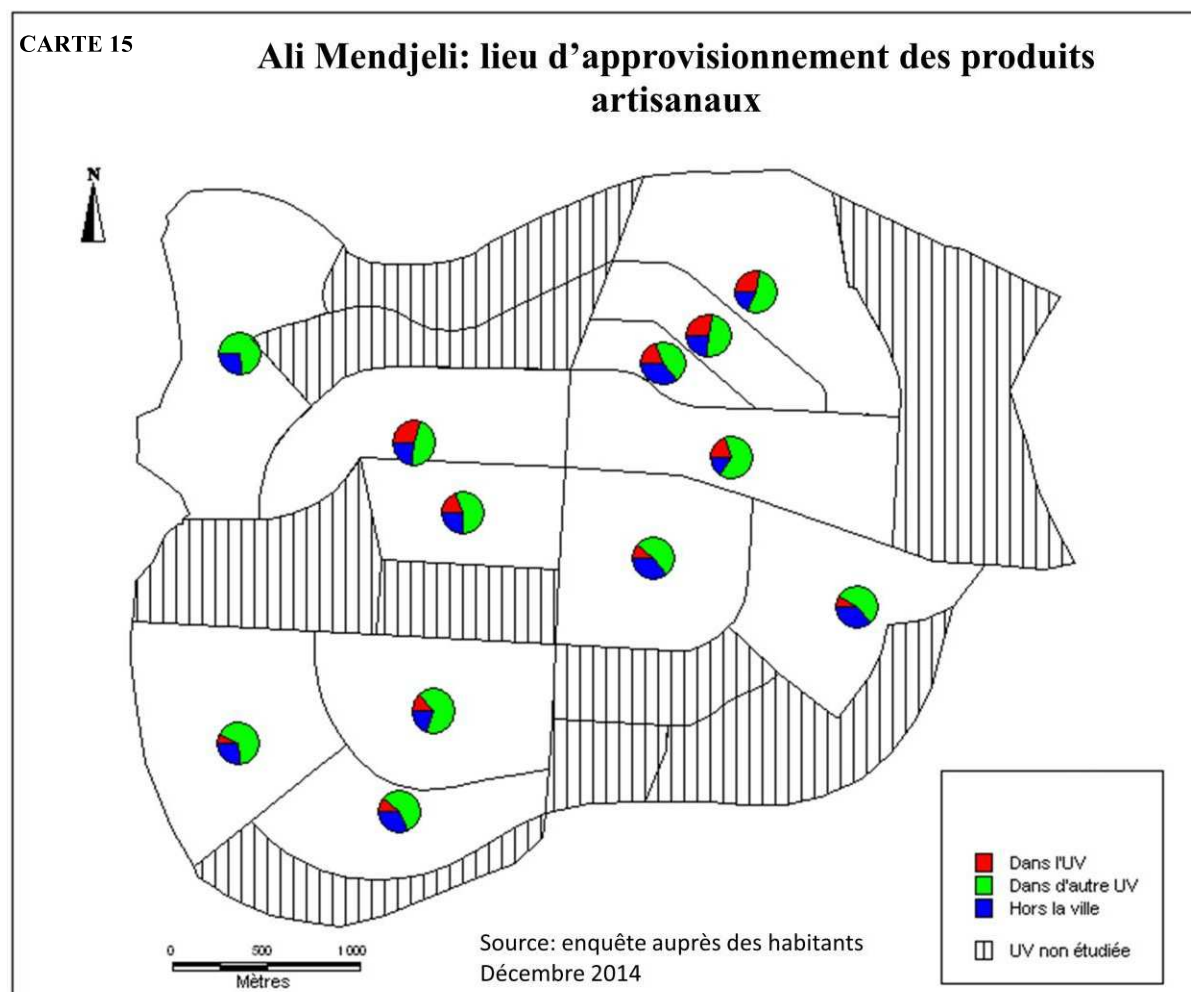 CARTE 15
Ali Mendjeli: lieu d’approvisionnement des produits
artisanaux
N
Dans l'UV
Dans d'autre UV
Hors la ville
UV non étudiée
0 500 1 000
Mètres
Source: enquête auprès des habitants
Décembre 2014